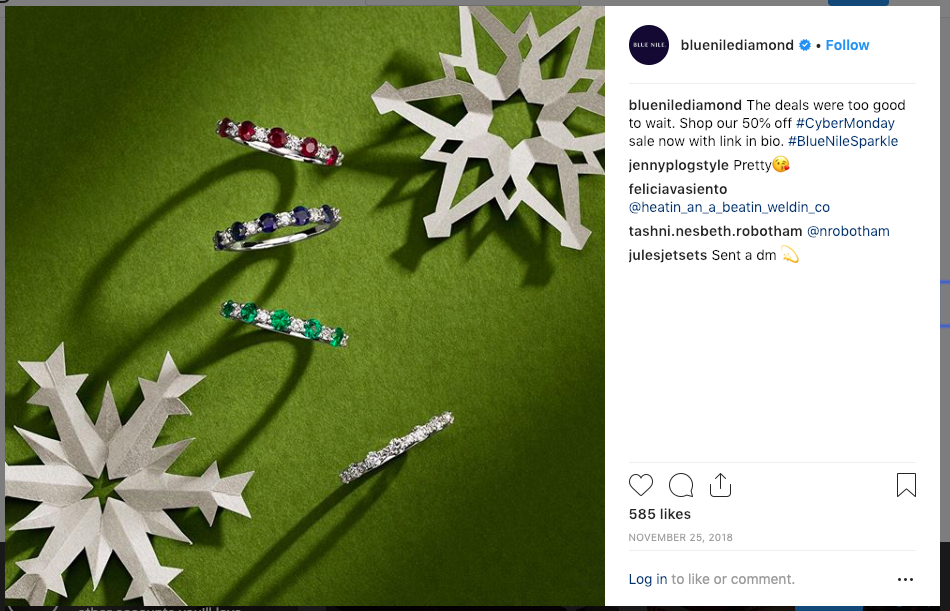 BLUE NILE.
bluenilediamond • Follow
bluenilediamond The deals were too good
to wait. Shop our 50% off #CyberMonday
sale now with link in bio. #BlueNileSparkle
jennyplogstyle Pretty😘
feliciavasiento
@heatin_an_a_beatin_weldin_co
tashni.nesbeth.robotham @nrobotham
julesjetsets Sent a dm 💫
585 likes
NOVEMBER 25, 2018
Log in to like or comment.